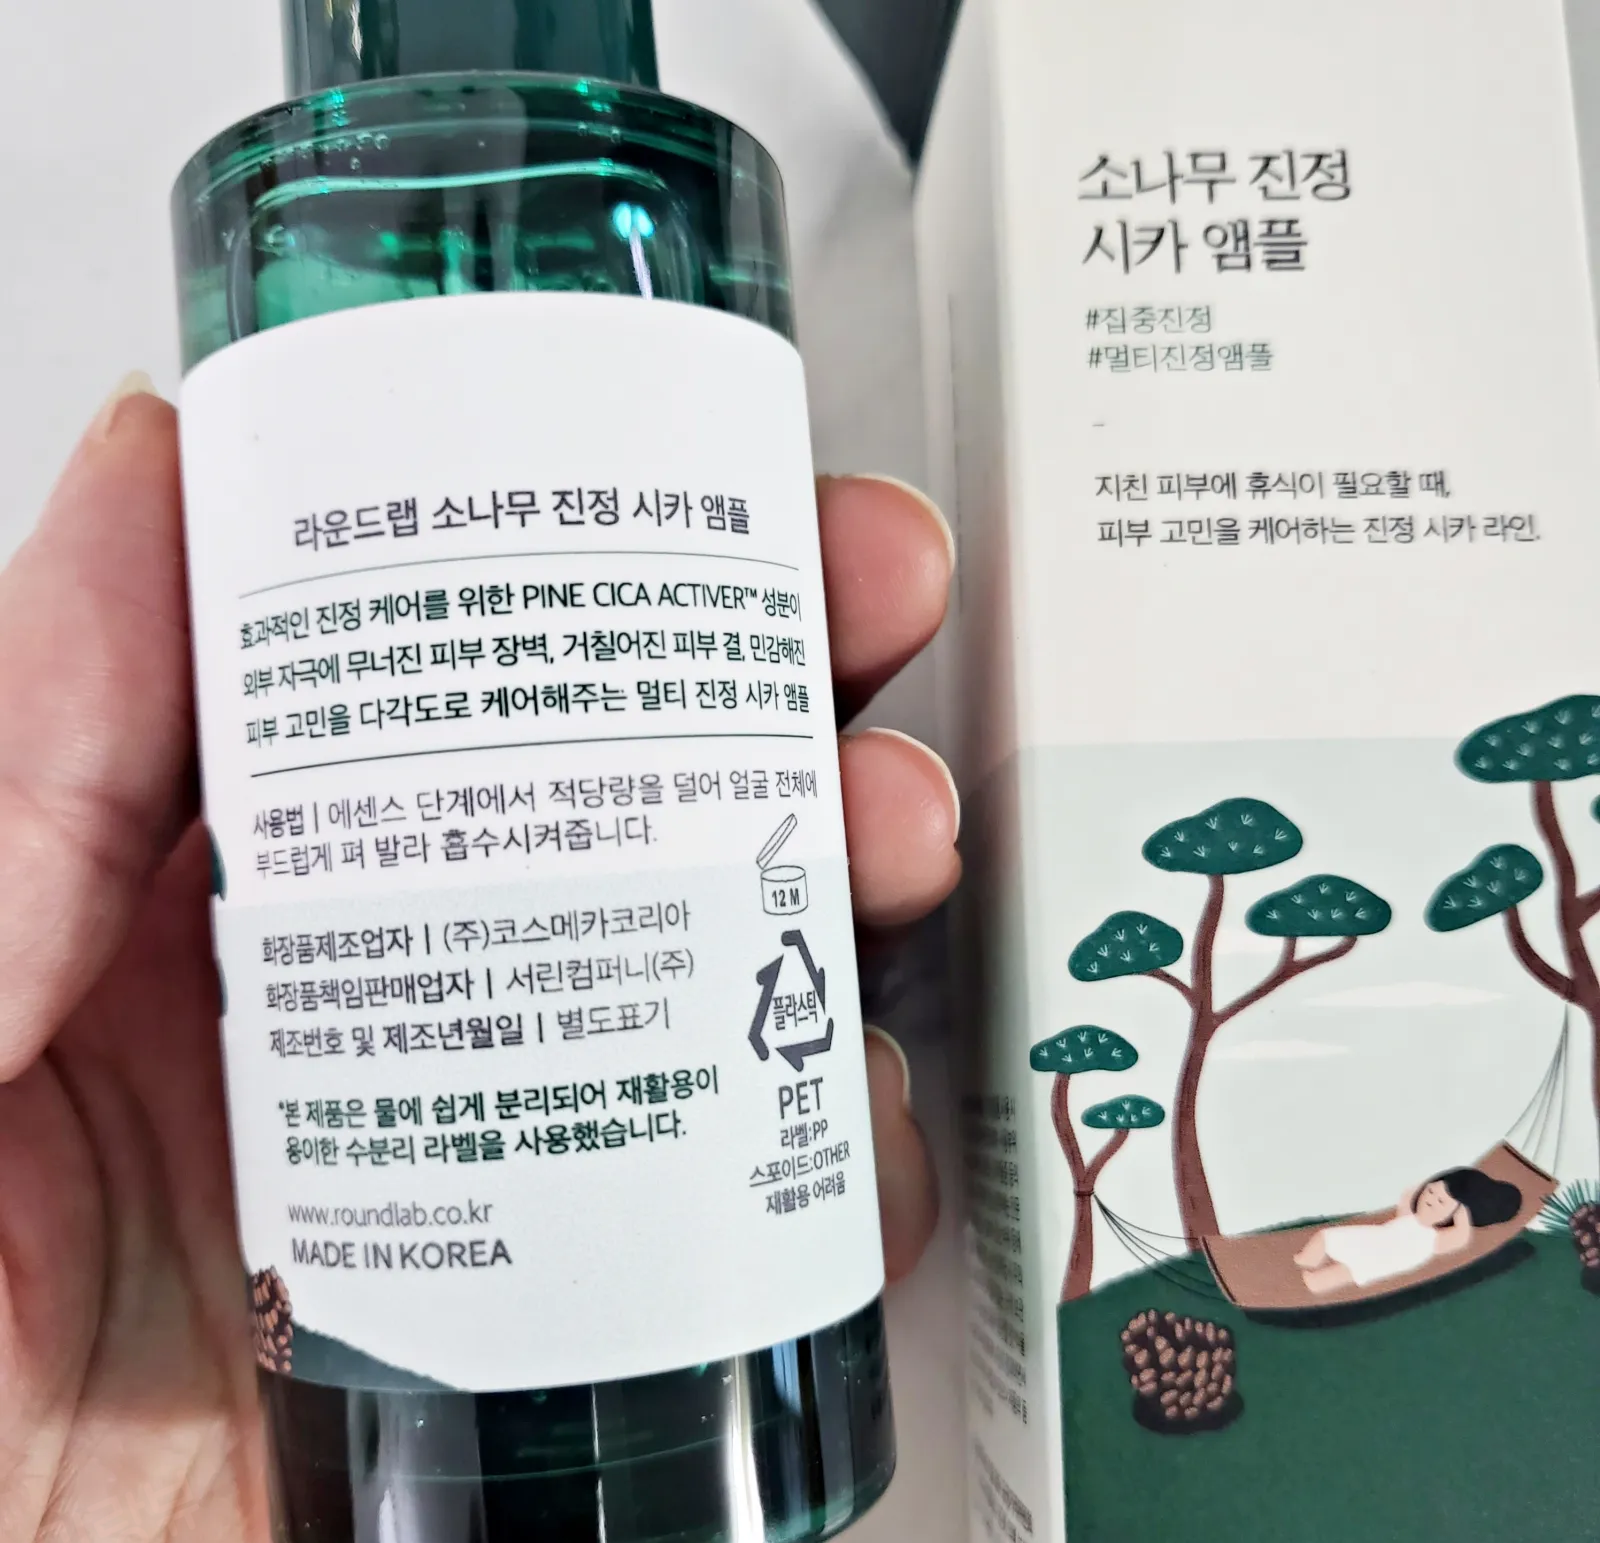 라운드랩 소나무 진정 시카 앰플
효과적인 진정 케어를 위한 PINE CICA ACTIVER™ 성분이
외부 자극에 무너진 피부 장벽, 거칠어진 피부 결, 민감해진
피부 고민을 다각도로 케어해주는 멀티 진정 시카 앰플
사용법 | 에센스 단계에서 적당량을 덜어 얼굴 전체에
부드럽게 펴 발라 흡수시켜줍니다.
12 M
화장품제조업자 | (주)코스메카코리아
화장품책임판매업자 | 서린컴퍼니(주)
제조번호 및 제조년월일 | 별도표기
플라스틱
PET
라벨:PP
스포이드:OTHER
재활용 어려움
*본 제품은 물에 쉽게 분리되어 재활용이
용이한 수분리 라벨을 사용했습니다.
www.roundlab.co.kr
MADE IN KOREA
소나무 진정
시카 앰플
#집중진정
#멀티진정앰플
–
지친 피부에 휴식이 필요할 때,
피부 고민을 케어하는 진정 시카 라인.